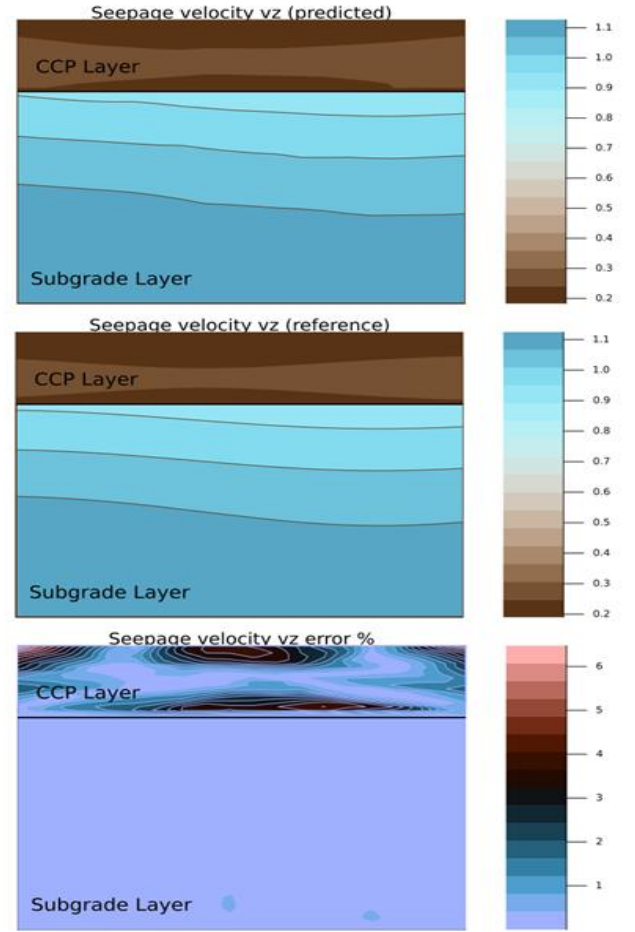 Seepage velocity vz (predicted)
CCP Layer
Subgrade Layer
1.1
1.0
0.9
0.8
0.7
0.6
0.5
0.4
0.3
0.2
Seepage velocity vz (reference)
CCP Layer
Subgrade Layer
1.1
1.0
0.9
0.8
0.7
0.6
0.5
0.4
0.3
0.2
Seepage velocity vz error %
CCP Layer
Subgrade Layer
6
5
4
3
2
1